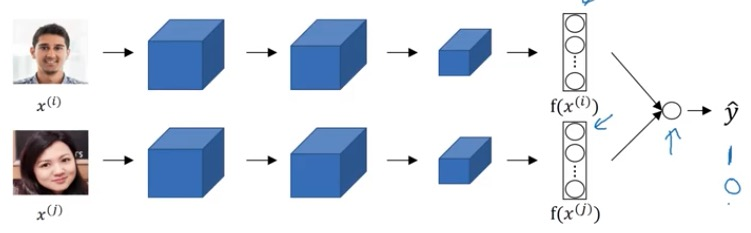 x^(i)
f(x^(i))
ŷ
1
0
x^(j)
f(x^(j))